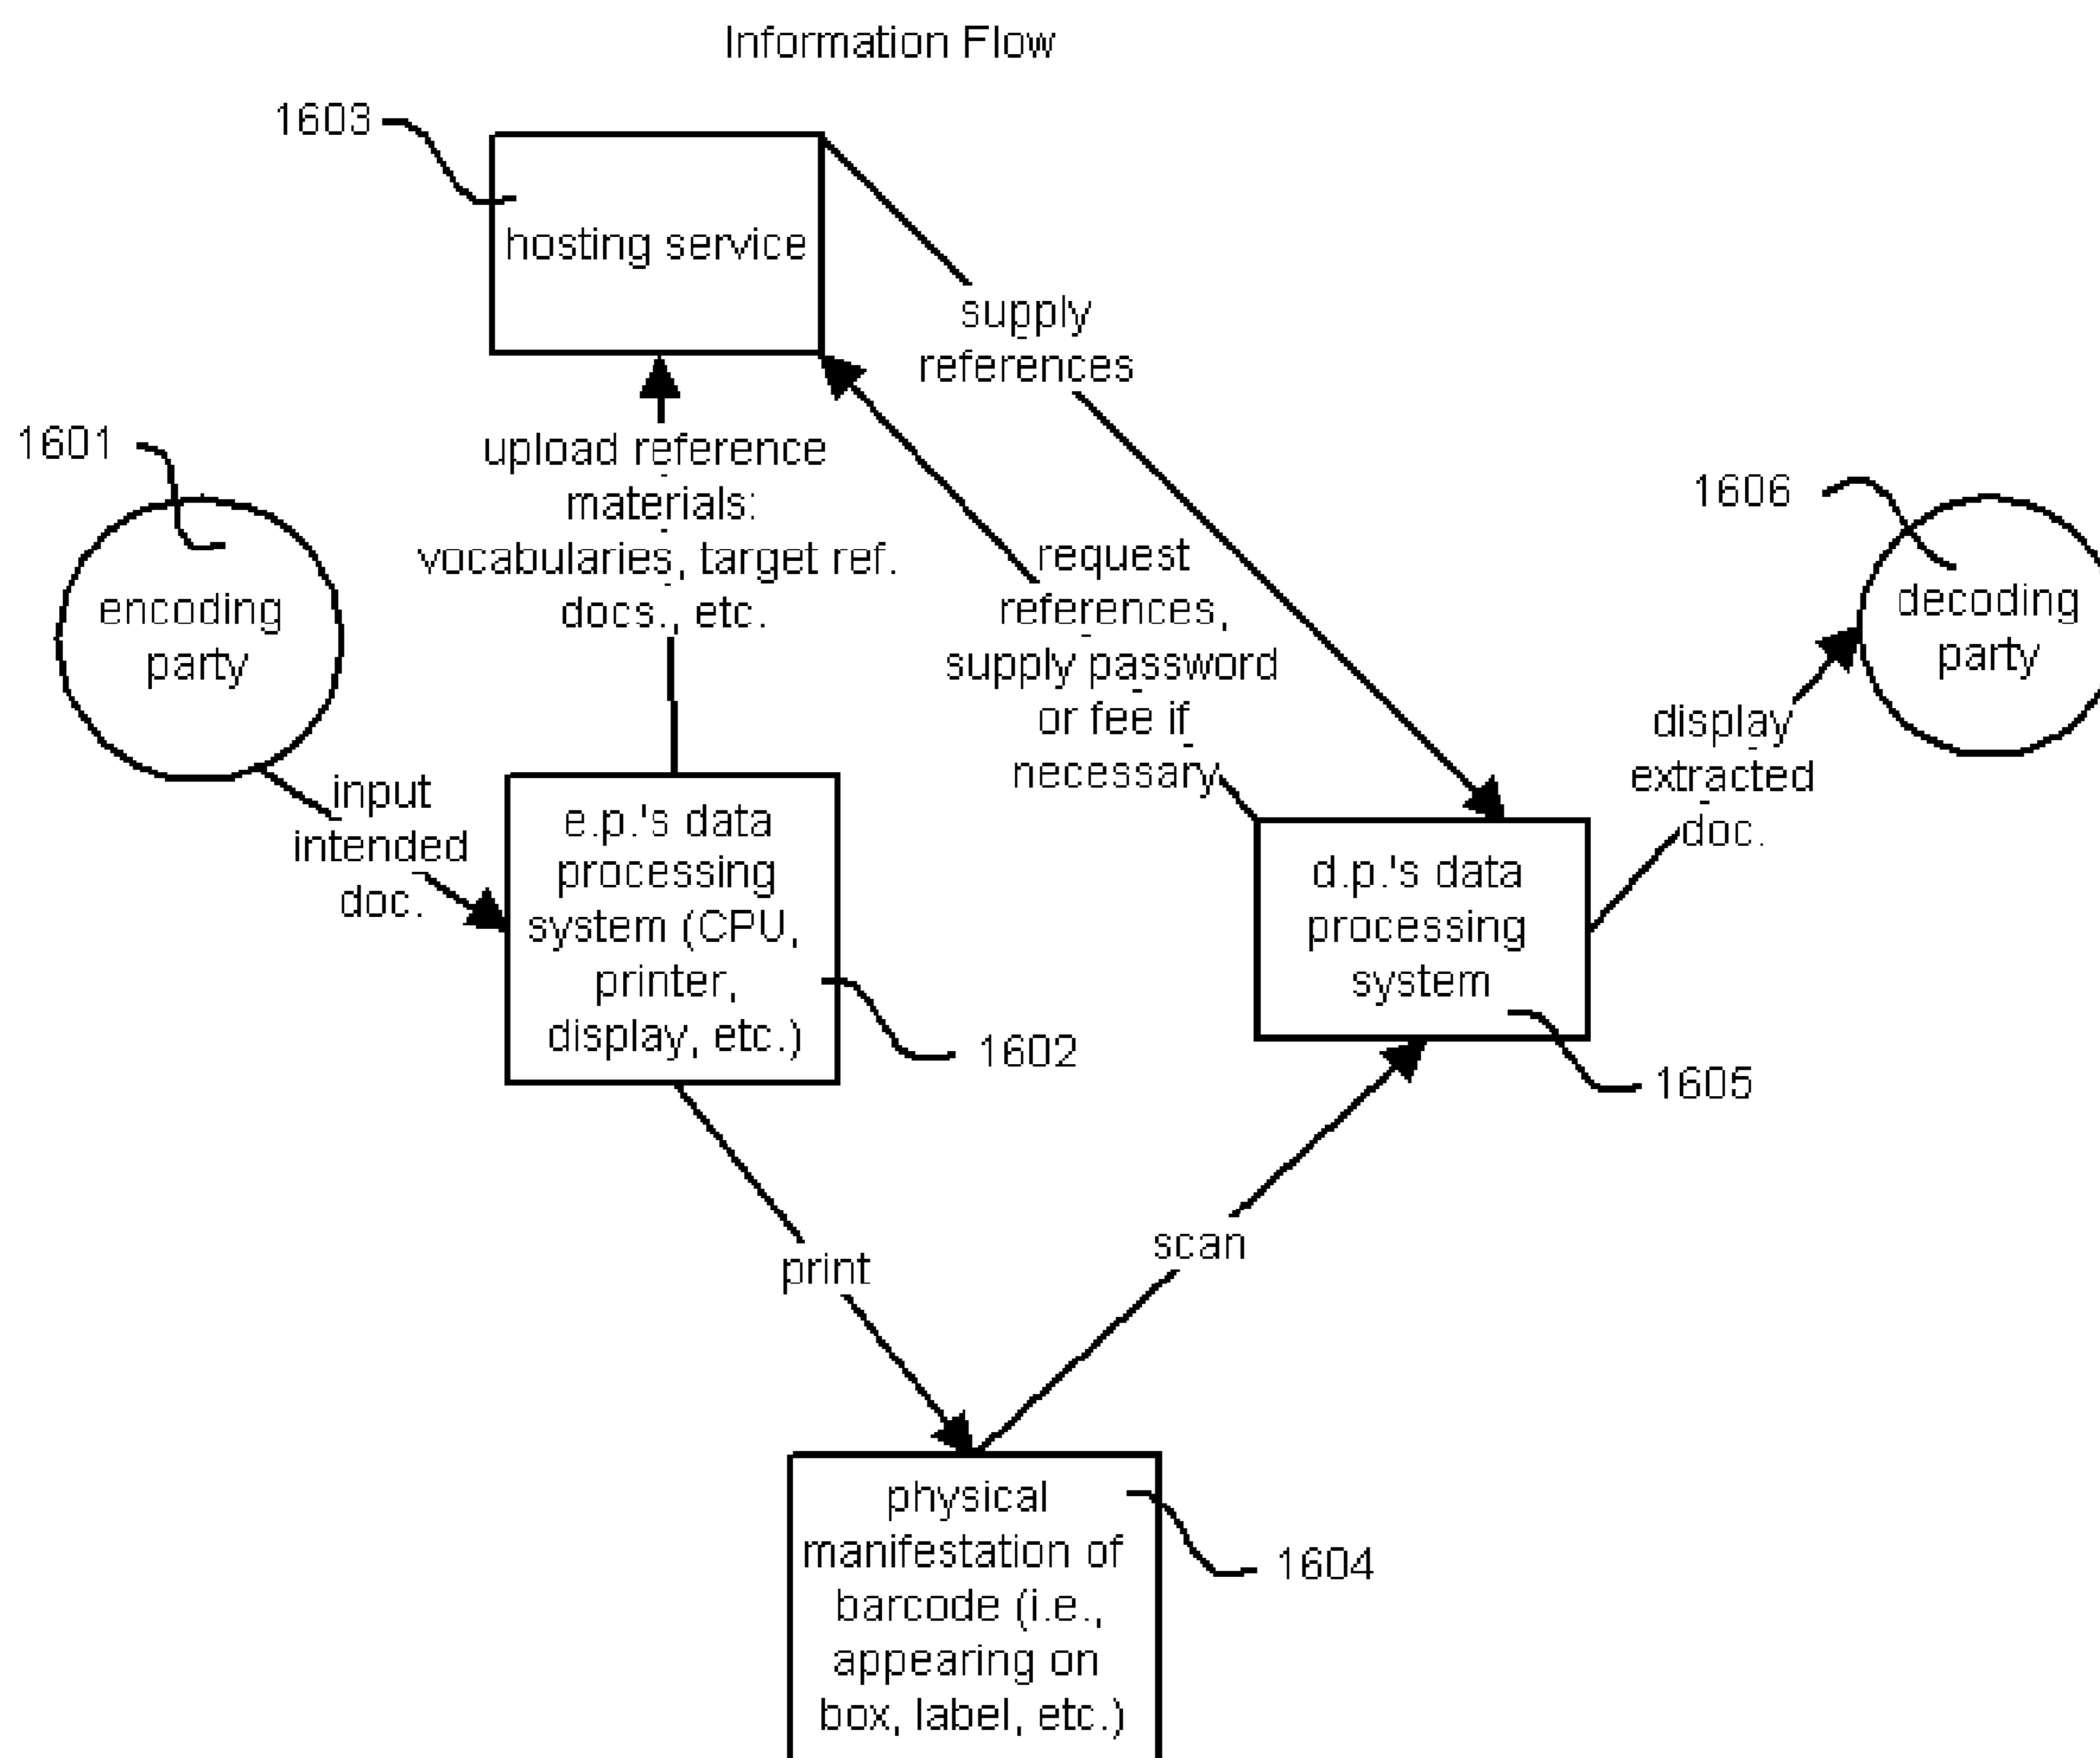 Information Flow
1603
hosting service
supply
references
1601
upload reference
materials:
vocabularies, target ref.
docs., etc.
1606
encoding
party
request
references,
supply password
or fee if
necessary
decoding
party
display
extracted
doc.
input
intended
doc.
e.p.'s data
processing
system (CPU,
printer,
display, etc.)
1602
d.p.'s data
processing
system
1605
print
scan
physical
manifestation of
barcode (i.e.,
appearing on
box, label, etc.)
1604